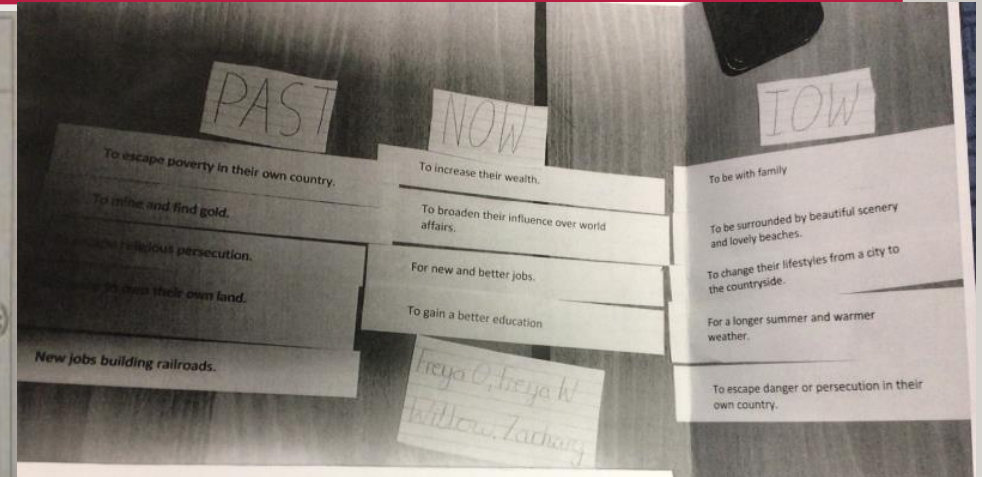 PAST
To escape poverty in their own country.
To mine and find gold.
religious persecution.
to own their own land.
New jobs building railroads.
NOW
To increase their wealth.
To broaden their influence over world
affairs.
For new and better jobs.
To gain a better education
Freya O, Freya W
Willow, Zachary
IOW
To be with family
To be surrounded by beautiful scenery
and lovely beaches.
To change their lifestyles from a city to
the countryside.
For a longer summer and warmer
weather.
To escape danger or persecution in their
own country.